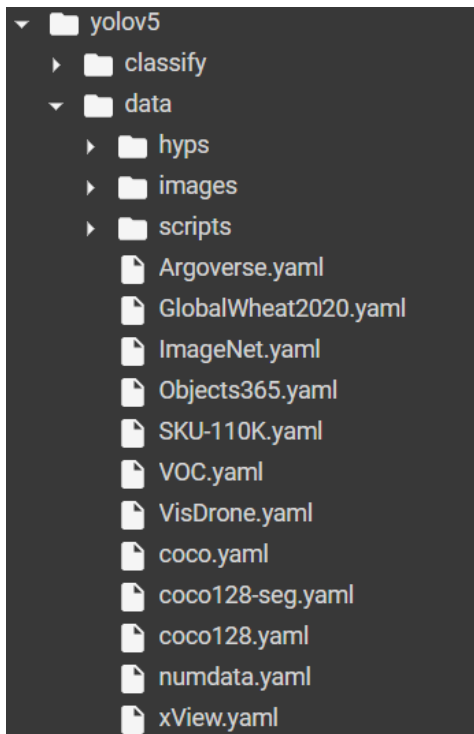 yolov5
classify
data
hyps
images
scripts
Argoverse.yaml
GlobalWheat2020.yaml
ImageNet.yaml
Objects365.yaml
SKU-110K.yaml
VOC.yaml
VisDrone.yaml
coco.yaml
coco128-seg.yaml
coco128.yaml
numdata.yaml
xView.yaml